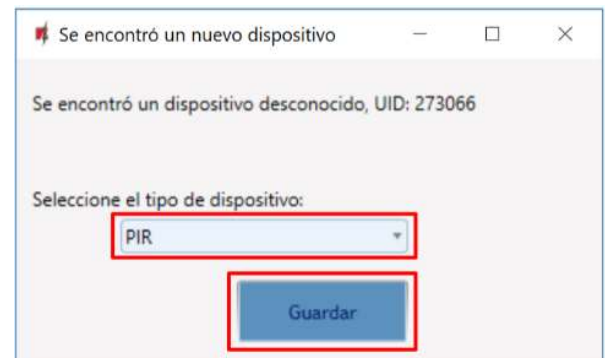 Se encontró un nuevo dispositivo
Se encontró un dispositivo desconocido, UID: 273066
Seleccione el tipo de dispositivo:
PIR
Guardar